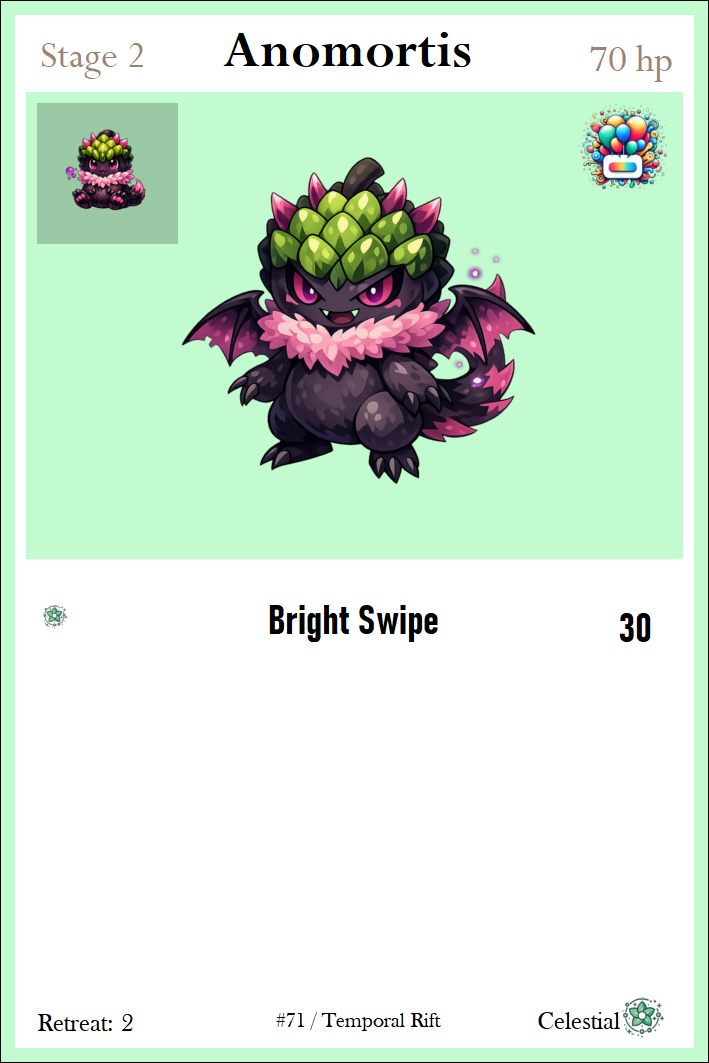 Stage 2
Anomortis
70 hp
Bright Swipe
30
Retreat: 2
#71 / Temporal Rift
Celestial